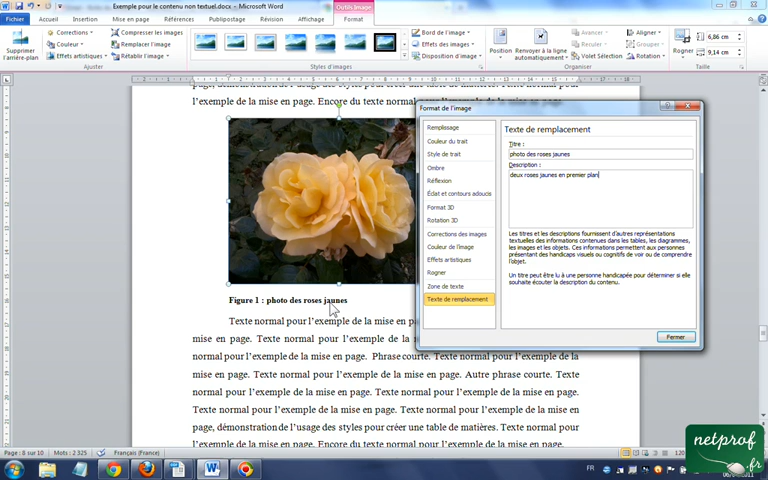 Exemple pour le contenu non textuel.docx - Microsoft Word
Outils Image
Fichier Accueil Insertion Mise en page Références Publipostage Révision Affichage Format
Supprimer l'arrière-plan
Corrections
Couleur
Effets artistiques
Compresser les images
Remplacer l'image
Rétablir l'image
Ajuster
Styles d'images
Bord de l'image
Effets des images
Disposition d'image
Position
Renvoyer à la ligne automatiquement
Avancer
Reculer
Volet Sélection
Aligner
Grouper
Rotation
Organiser
Rogner
6,86 cm
9,14 cm
Taille
l'exemple de la mise en page. Encore du texte normal pour l'exemple de la mise en page.
Figure 1 : photo des roses jaunes
Texte normal pour l'exemple de la mise en pa
mise en page. Texte normal pour l'exemple de la m
normal pour l'exemple de la mise en page. Phrase courte. Texte normal pour l'exemple de la
mise en page. Texte normal pour l'exemple de la mise en page. Autre phrase courte. Texte
normal pour l'exemple de la mise en page. Texte normal pour l'exemple de la mise en page.
Texte normal pour l'exemple de la mise en page. Texte normal pour l'exemple de la mise en
page, démonstration de l'usage des styles pour créer une table de matières. Texte normal pour
l'exemple de la mise en page. Encore du texte normal pour l'exemple de la mise en page.
Format de l'image
Remplissage
Couleur du trait
Style de trait
Ombre
Réflexion
Éclat et contours adoucis
Format 3D
Rotation 3D
Corrections des images
Couleur de l'image
Effets artistiques
Rogner
Zone de texte
Texte de remplacement
Texte de remplacement
Titre :
photo des roses jaunes
Description :
deux roses jaunes en premier plan
Les titres et les descriptions fournissent d'autres représentations
textuelles des informations contenues dans les tables, les diagrammes,
les images et les objets. Ces informations permettent aux personnes
présentant des handicaps visuels ou cognitifs de voir ou de comprendre
l'objet.
Un titre peut être lu à une personne handicapée pour déterminer si elle
souhaite écouter la description du contenu.
Fermer
Page : 8 sur 10 Mots : 2 325 Français (France)
FR
netprof
.fr